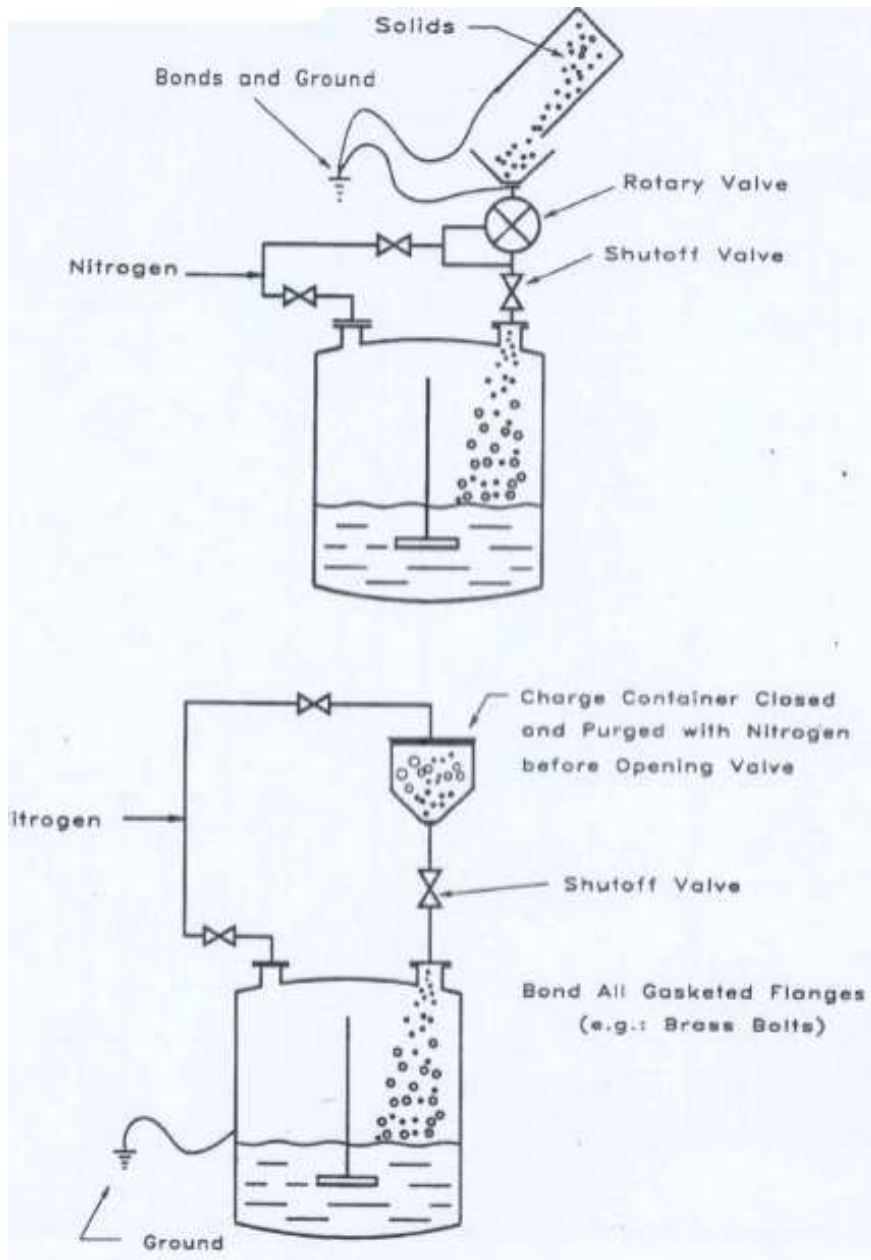 Solids
Bonds and Ground
Rotary Valve
Shutoff Valve
Nitrogen
Charge Container Closed
and Purged with Nitrogen
before Opening Valve
itrogen
Shutoff Valve
Bond All Gasketed Flanges
(e.g.: Brass Bolts)
Ground